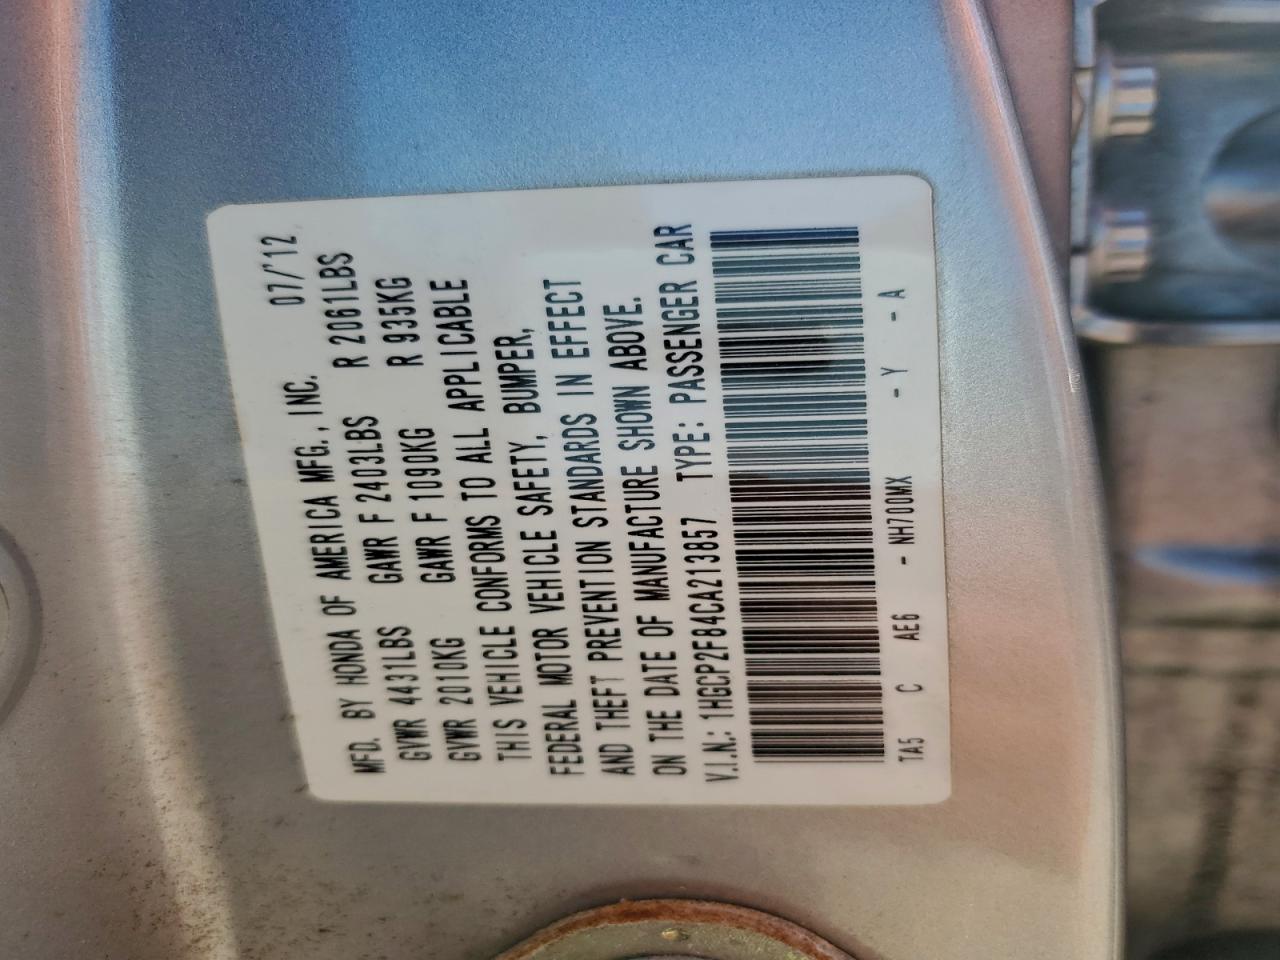 MFD. BY HONDA OF AMERICA MFG., INC. 07/'12
GVWR 4431LBS GAWR F 2403LBS R 2061LBS
GVWR 2010KG GAWR F 1090KG R 935KG
THIS VEHICLE CONFORMS TO ALL APPLICABLE
FEDERAL MOTOR VEHICLE SAFETY, BUMPER,
AND THEFT PREVENTION STANDARDS IN EFFECT
ON THE DATE OF MANUFACTURE SHOWN ABOVE.
V.I.N.: 1HGCP2F84CA213857 TYPE: PASSENGER CAR
TA5 C AE6 - NH700MX - Y - A